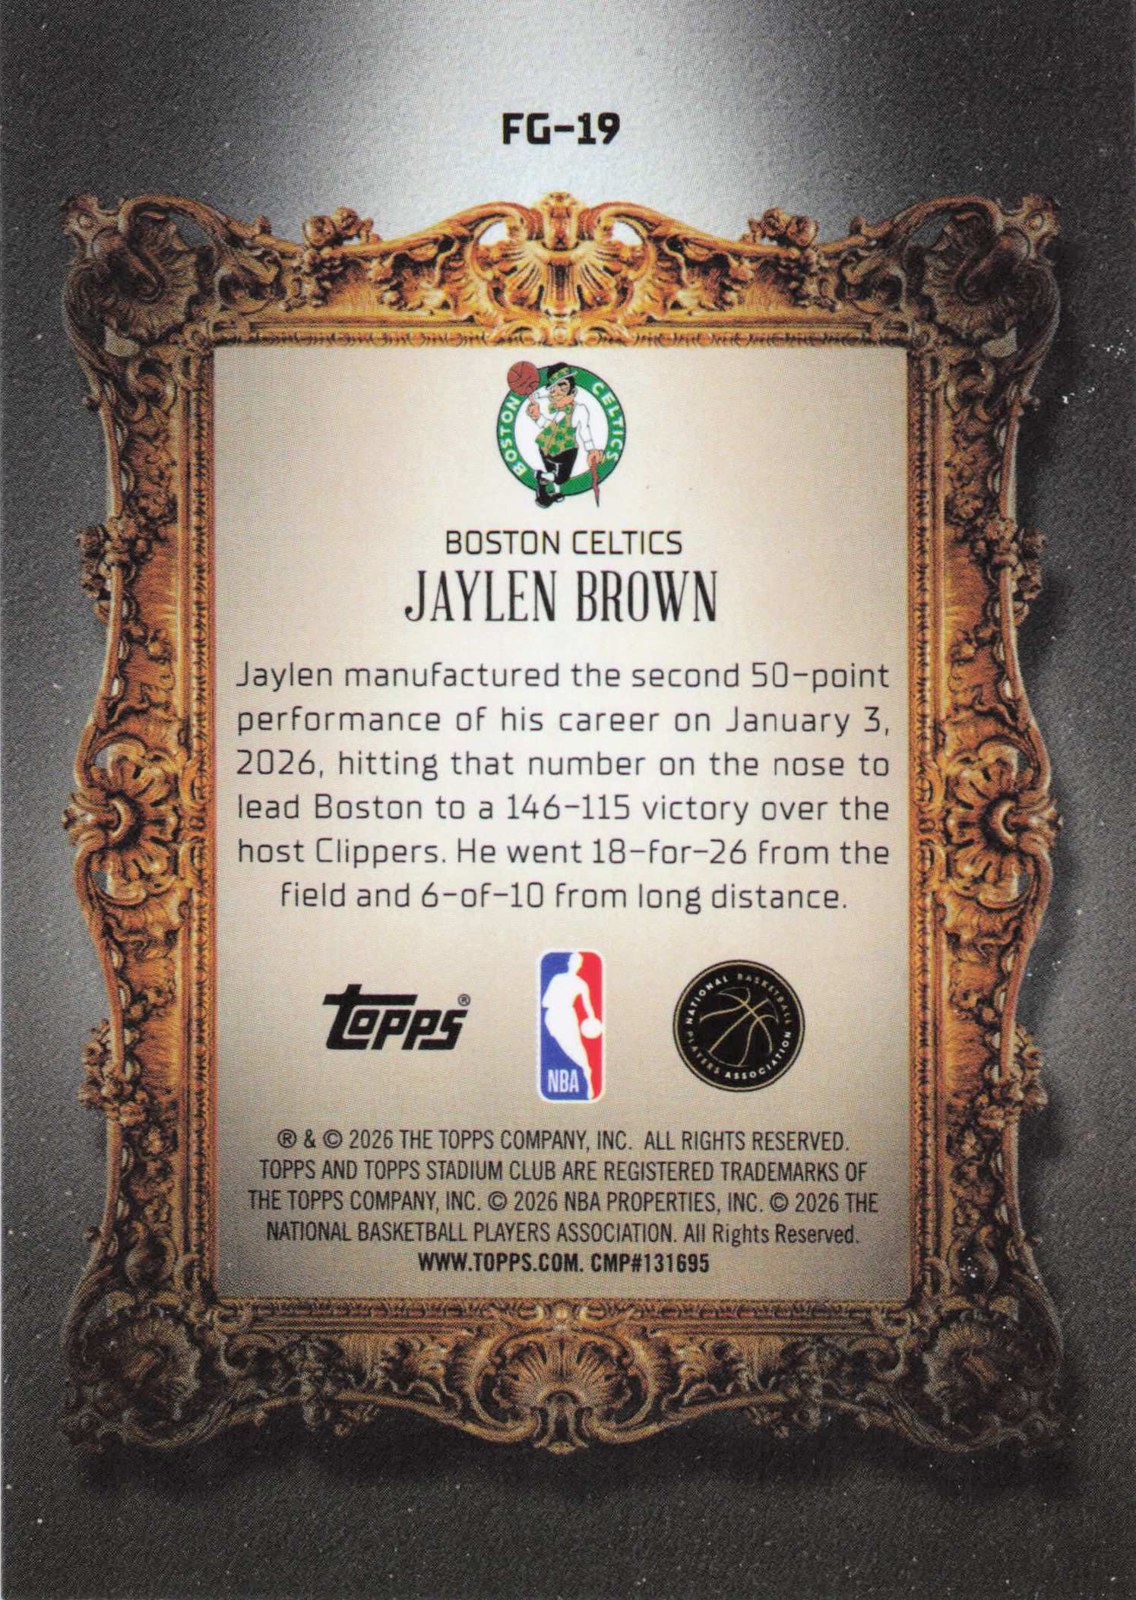 FG-19
BOSTON CELTICS
BOSTON CELTICS
JAYLEN BROWN
Jaylen manufactured the second 50-point
performance of his career on January 3,
2026, hitting that number on the nose to
lead Boston to a 146-115 victory over the
host Clippers. He went 18-for-26 from the
field and 6-of-10 from long distance.
Topps®
NBA
NATIONAL BASKETBALL
PLAYERS ASSOCIATION
® & © 2026 THE TOPPS COMPANY, INC. ALL RIGHTS RESERVED.
TOPPS AND TOPPS STADIUM CLUB ARE REGISTERED TRADEMARKS OF
THE TOPPS COMPANY, INC. © 2026 NBA PROPERTIES, INC. © 2026 THE
NATIONAL BASKETBALL PLAYERS ASSOCIATION. All Rights Reserved.
WWW.TOPPS.COM. CMP#131695